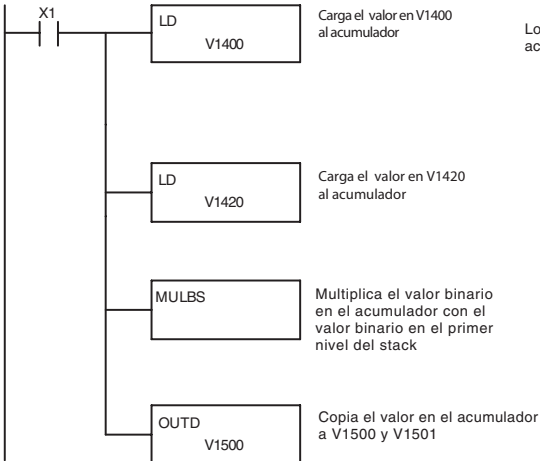 X1
LD
V1400
Carga el valor en V1400
al acumulador
Lo
ac
LD
V1420
Carga el valor en V1420
al acumulador
MULBS
Multiplica el valor binario
en el acumulador con el
valor binario en el primer
nivel del stack
OUTD
V1500
Copia el valor en el acumulador
a V1500 y V1501